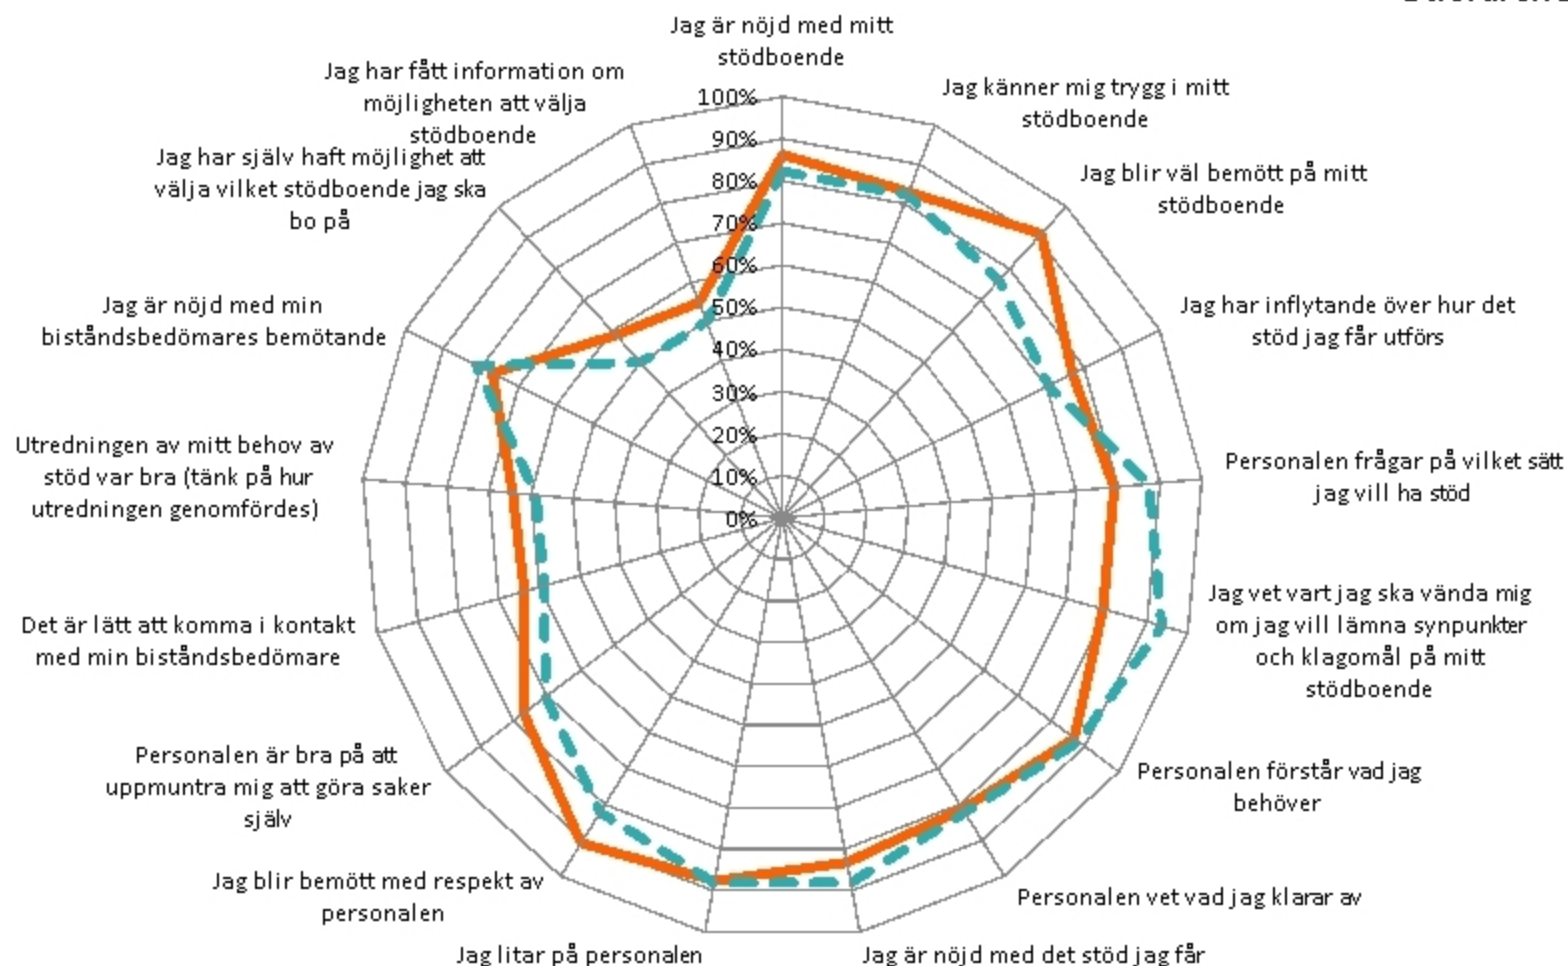 Jag är nöjd med mitt
stödboende
Jag känner mig trygg i mitt
stödboende
Jag blir väl bemött på mitt
stödboende
Jag har inflytande över hur det
stöd jag får utförs
Personalen frågar på vilket sätt
jag vill ha stöd
Jag vet vart jag ska vända mig
om jag vill lämna synpunkter
och klagomål på mitt
stödboende
Personalen förstår vad jag
behöver
Personalen vet vad jag klarar av
Jag är nöjd med det stöd jag får
Jag litar på personalen
Jag blir bemött med respekt av
personalen
Personalen är bra på att
uppmuntra mig att göra saker
själv
Det är lätt att komma i kontakt
med min biståndsbedömare
Utredningen av mitt behov av
stöd var bra (tänk på hur
utredningen genomfördes)
Jag är nöjd med min
biståndsbedömares bemötande
Jag har själv haft möjlighet att
välja vilket stödboende jag ska
bo på
Jag har fått information om
möjligheten att välja
stödboende
100%
90%
80%
70%
60%
50%
40%
30%
20%
10%
0%